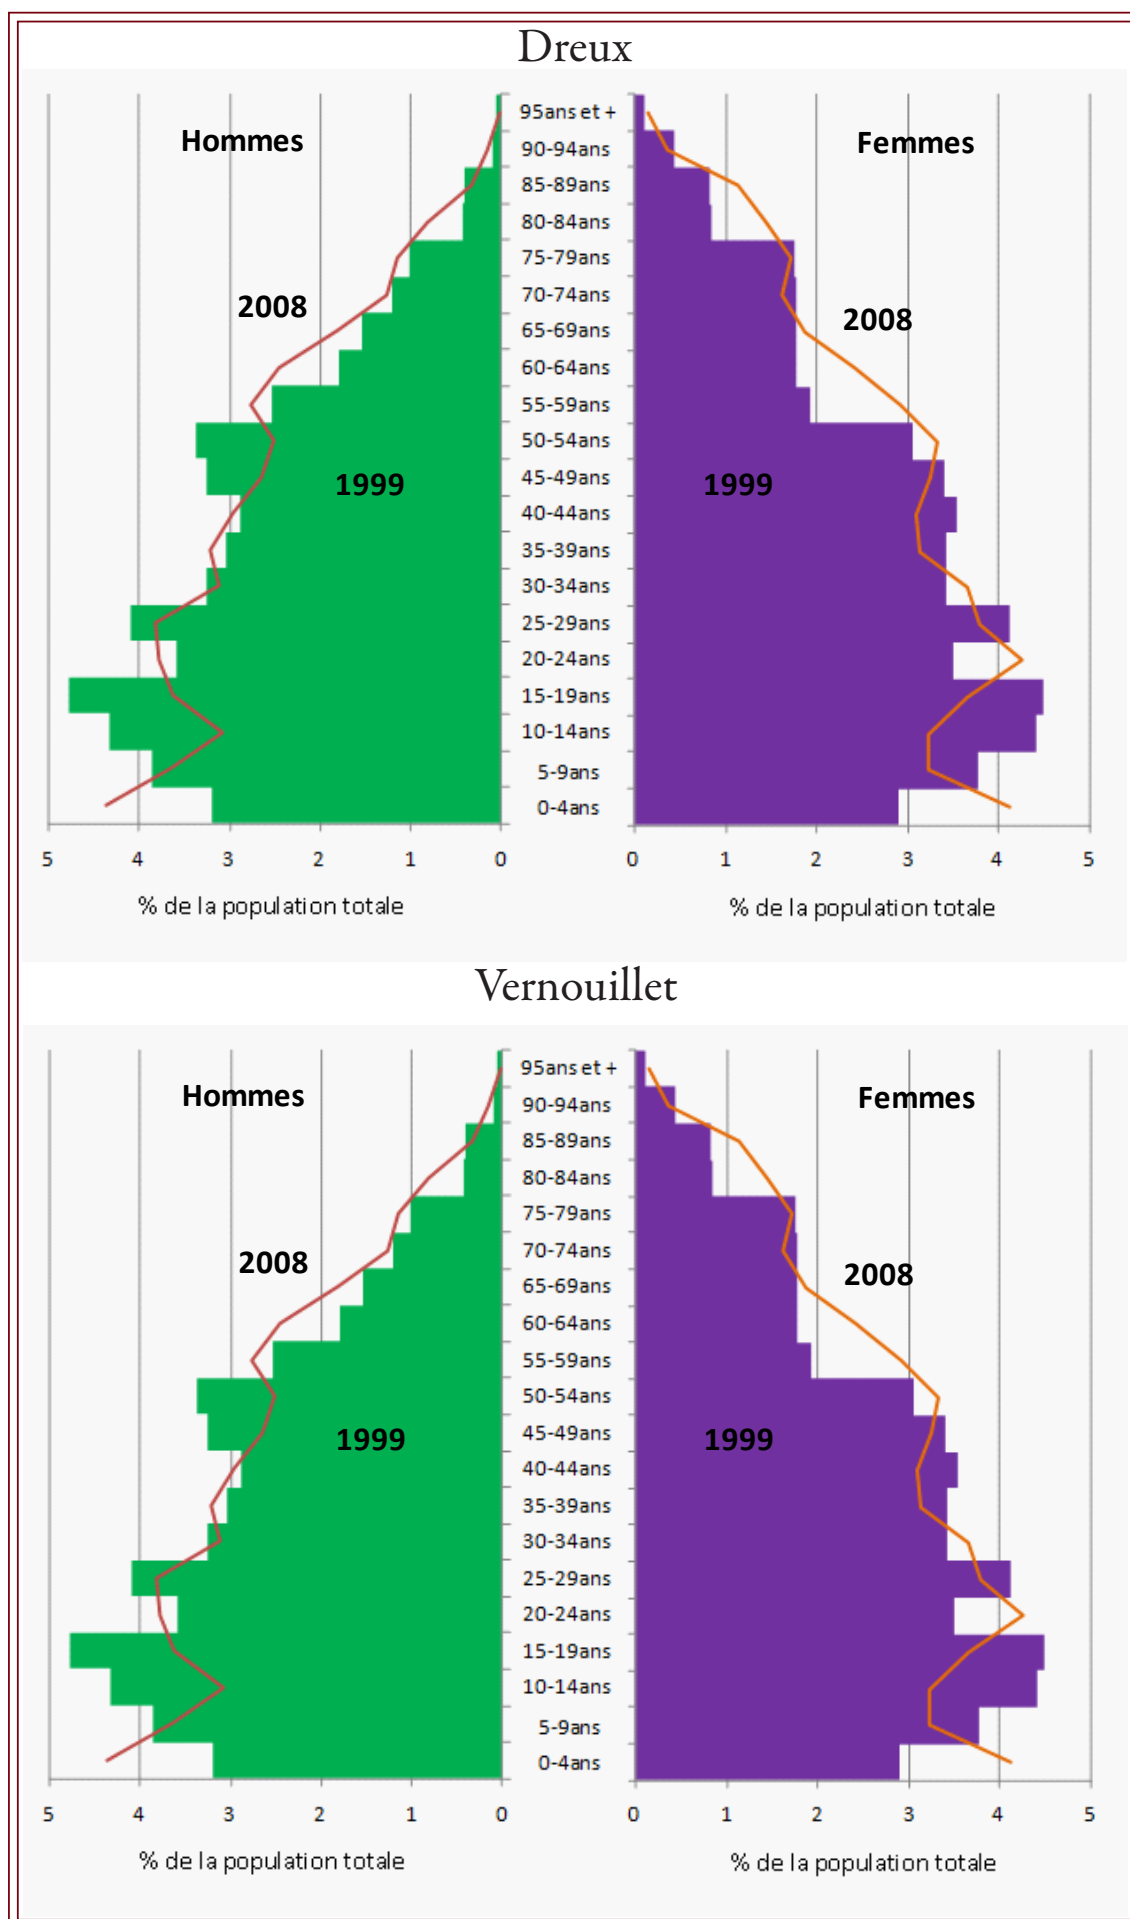 Dreux
Hommes
Femmes
2008
2008
1999
1999
95ans et +
90-94ans
85-89ans
80-84ans
75-79ans
70-74ans
65-69ans
60-64ans
55-59ans
50-54ans
45-49ans
40-44ans
35-39ans
30-34ans
25-29ans
20-24ans
15-19ans
10-14ans
5-9ans
0-4ans
5 4 3 2 1 0
0 1 2 3 4 5
% de la population totale
% de la population totale
Vernouillet
Hommes
Femmes
2008
2008
1999
1999
95ans et +
90-94ans
85-89ans
80-84ans
75-79ans
70-74ans
65-69ans
60-64ans
55-59ans
50-54ans
45-49ans
40-44ans
35-39ans
30-34ans
25-29ans
20-24ans
15-19ans
10-14ans
5-9ans
0-4ans
5 4 3 2 1 0
0 1 2 3 4 5
% de la population totale
% de la population totale